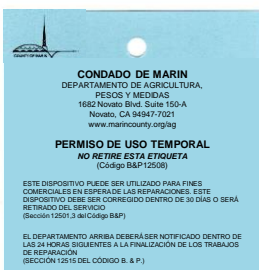 COUNTY OF MARIN
CONDADO DE MARIN
DEPARTAMENTO DE AGRICULTURA,
PESOS Y MEDIDAS
1682 Novato Blvd. Suite 150-A
Novato, CA 94947-7021
www.marincounty.org/ag
PERMISO DE USO TEMPORAL
NO RETIRE ESTA ETIQUETA
(Código B&P12508)
ESTE DISPOSITIVO PUEDE SER UTILIZADO PARA FINES
COMERCIALES EN ESPERA DE LAS REPARACIONES. ESTE
DISPOSITIVO DEBE SER CORREGIDO DENTRO DE 30 DÍAS O SERÁ
RETIRADO DEL SERVICIO
(Sección 12501,3 del Código B&P)
EL DEPARTAMENTO ARRIBA DEBERÁ SER NOTIFICADO DENTRO DE
LAS 24 HORAS SIGUIENTES A LA FINALIZACIÓN DE LOS TRABAJOS
DE REPARACIÓN
(SECCIÓN 12515 DEL CÓDIGO B. & P.)